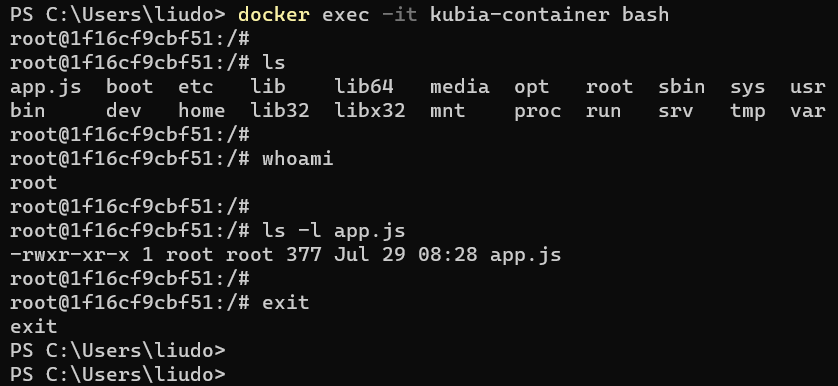 PS C:\Users\liudo> docker exec -it kubia-container bash
root@1f16cf9cbf51:/#
root@1f16cf9cbf51:/# ls
app.js  boot  etc   lib    lib64   media  opt   root  sbin  sys  usr
bin     dev   home  lib32  libx32  mnt    proc  run   srv   tmp  var
root@1f16cf9cbf51:/#
root@1f16cf9cbf51:/# whoami
root
root@1f16cf9cbf51:/#
root@1f16cf9cbf51:/# ls -l app.js
-rwxr-xr-x 1 root root 377 Jul 29 08:28 app.js
root@1f16cf9cbf51:/#
root@1f16cf9cbf51:/# exit
exit
PS C:\Users\liudo>
PS C:\Users\liudo>